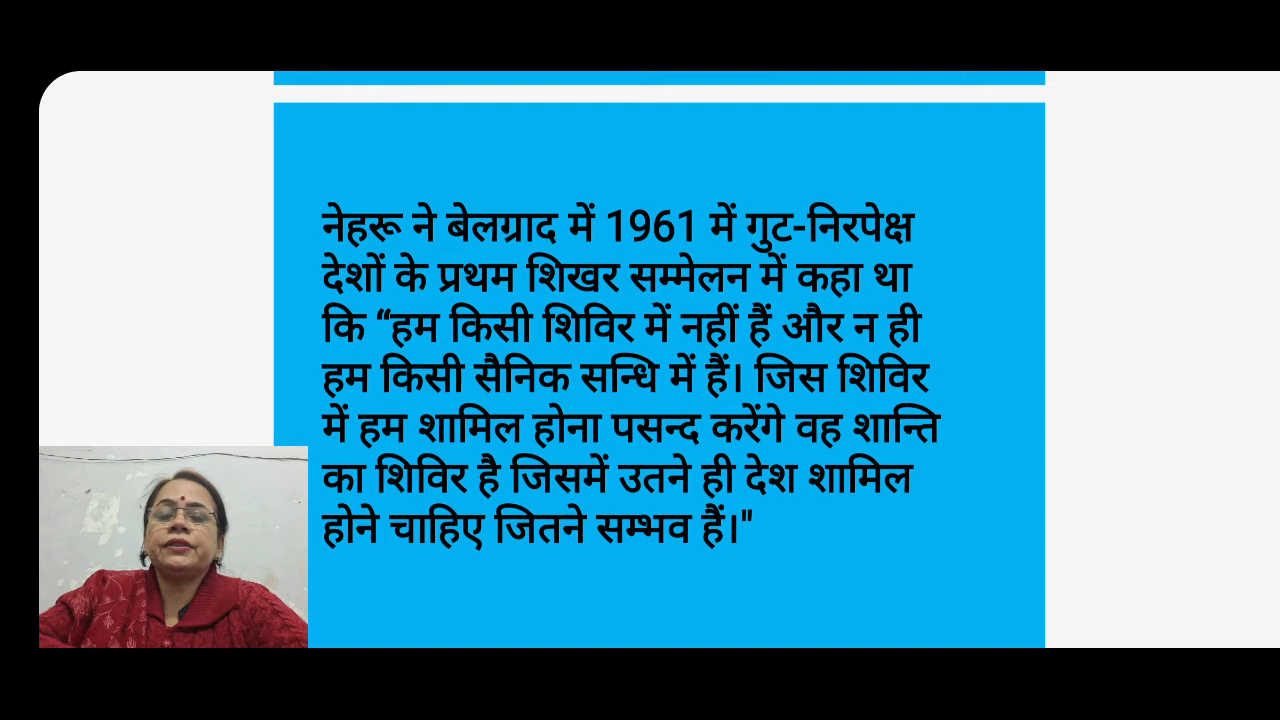 नेहरू ने बेलग्राद में 1961 में गुट-निरपेक्ष
देशों के प्रथम शिखर सम्मेलन में कहा था
कि “हम किसी शिविर में नहीं हैं और न ही
हम किसी सैनिक सन्धि में हैं। जिस शिविर
में हम शामिल होना पसन्द करेंगे वह शान्ति
का शिविर है जिसमें उतने ही देश शामिल
होने चाहिए जितने सम्भव हैं।"